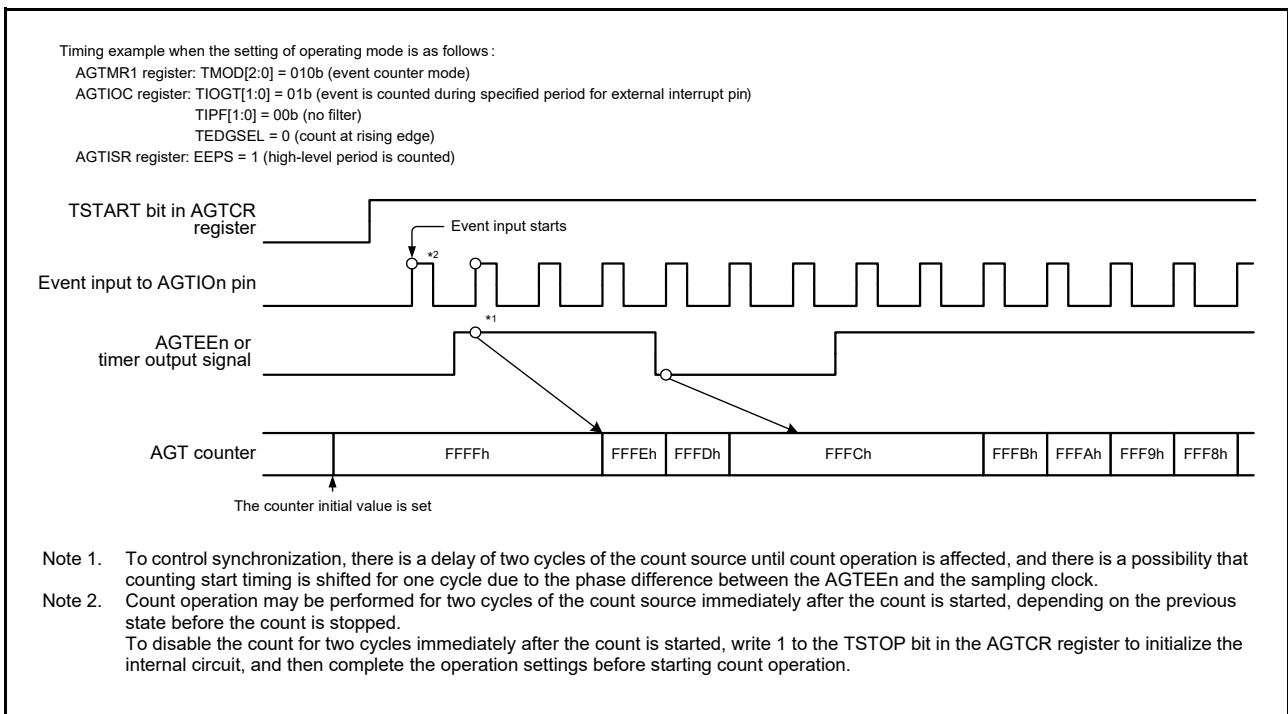 Timing example when the setting of operating mode is as follows :
AGTMR1 register: TMOD[2:0] = 010b (event counter mode)
AGTIOC register: TIOGT[1:0] = 01b (event is counted during specified period for external interrupt pin)
TIPF[1:0] = 00b (no filter)
TEDGSEL = 0 (count at rising edge)
AGTISR register: EEPS = 1 (high-level period is counted)
TSTART bit in AGTCR
register
Event input starts
*2
Event input to AGTIOn pin
*1
AGTEEn or
timer output signal
AGT counter
FFFFh FFFEh FFFDh FFFCh FFFBh FFFAh FFF9h FFF8h
The counter initial value is set
Note 1. To control synchronization, there is a delay of two cycles of the count source until count operation is affected, and there is a possibility that
counting start timing is shifted for one cycle due to the phase difference between the AGTEEn and the sampling clock.
Note 2. Count operation may be performed for two cycles of the count source immediately after the count is started, depending on the previous
state before the count is stopped.
To disable the count for two cycles immediately after the count is started, write 1 to the TSTOP bit in the AGTCR register to initialize the
internal circuit, and then complete the operation settings before starting count operation.